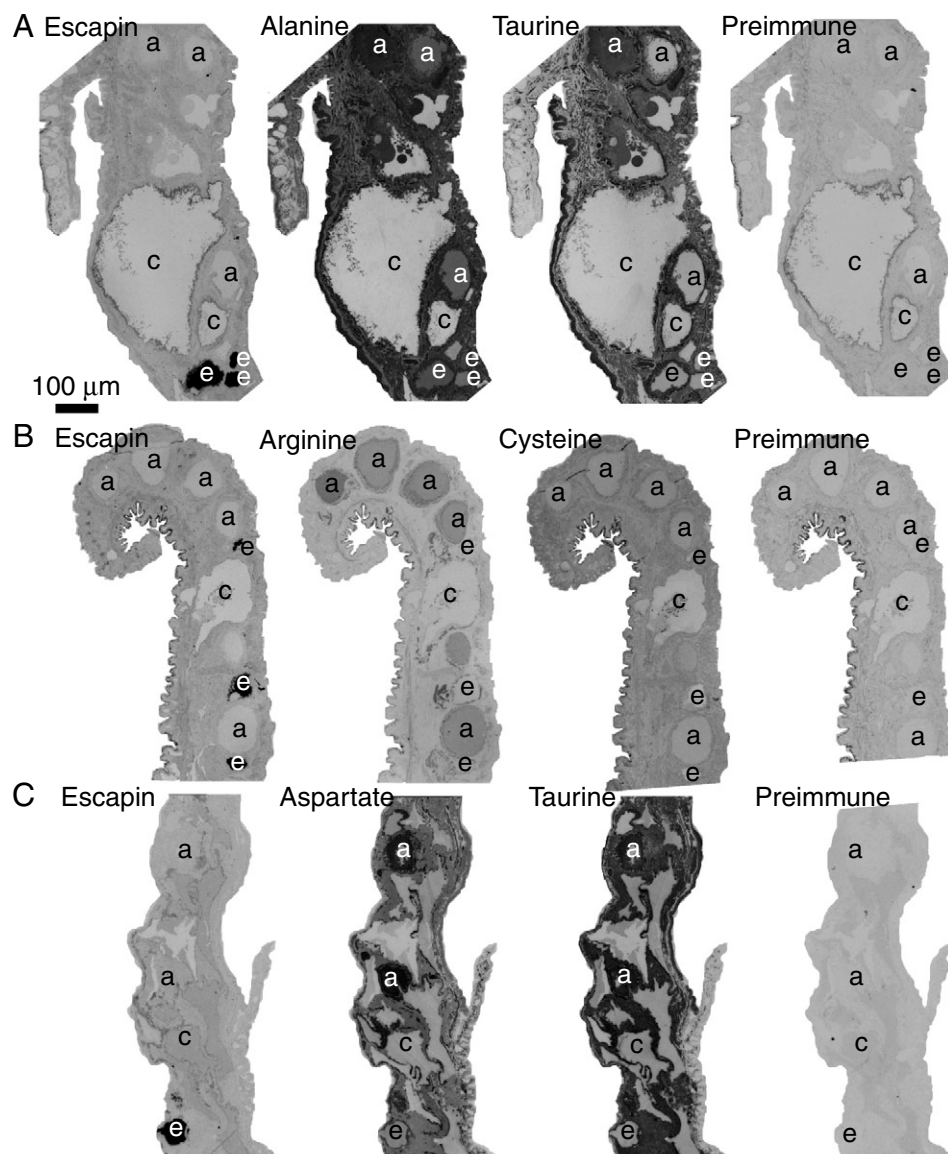 A Escapin Alanine Taurine Preimmune
a a a a a a a a
c a c a c a c a
c c c c
e e e e e e e e
e e e e
100 μm
B Escapin Arginine Cysteine Preimmune
a a a a a a a a a a a a
a a a a
e e e e
c c c c
e e e e
a a a a
e e e
C Escapin Aspartate Taurine Preimmune
a a a a
a a a a
c c c c
e e e e